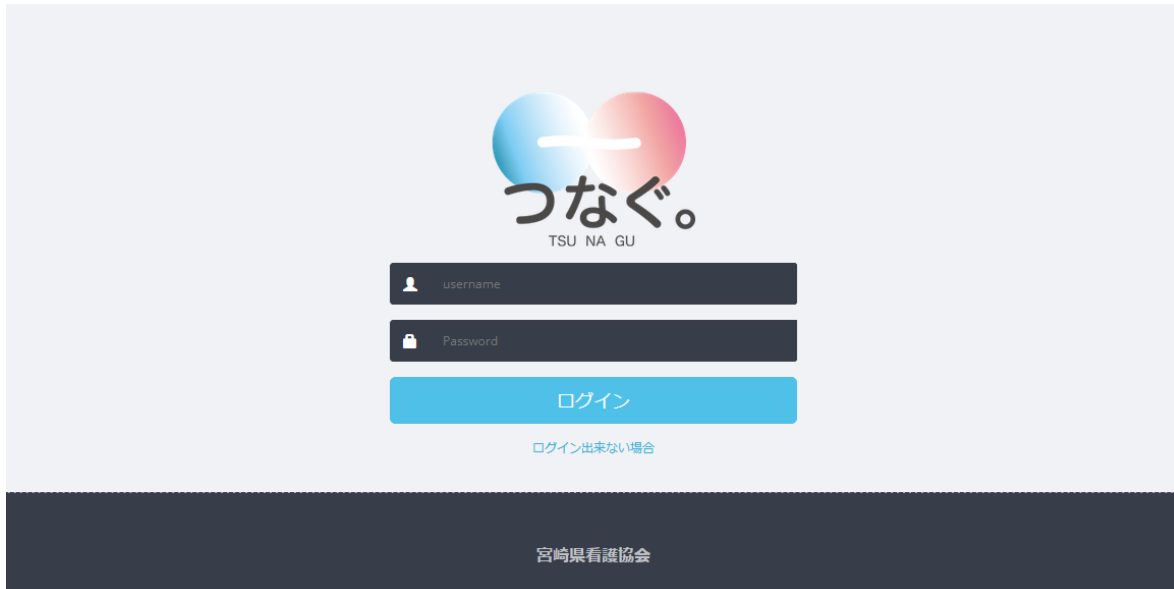 つなぐ。
TSU NA GU
username
Password
ログイン
ログイン出来ない場合
宮崎県看護協会